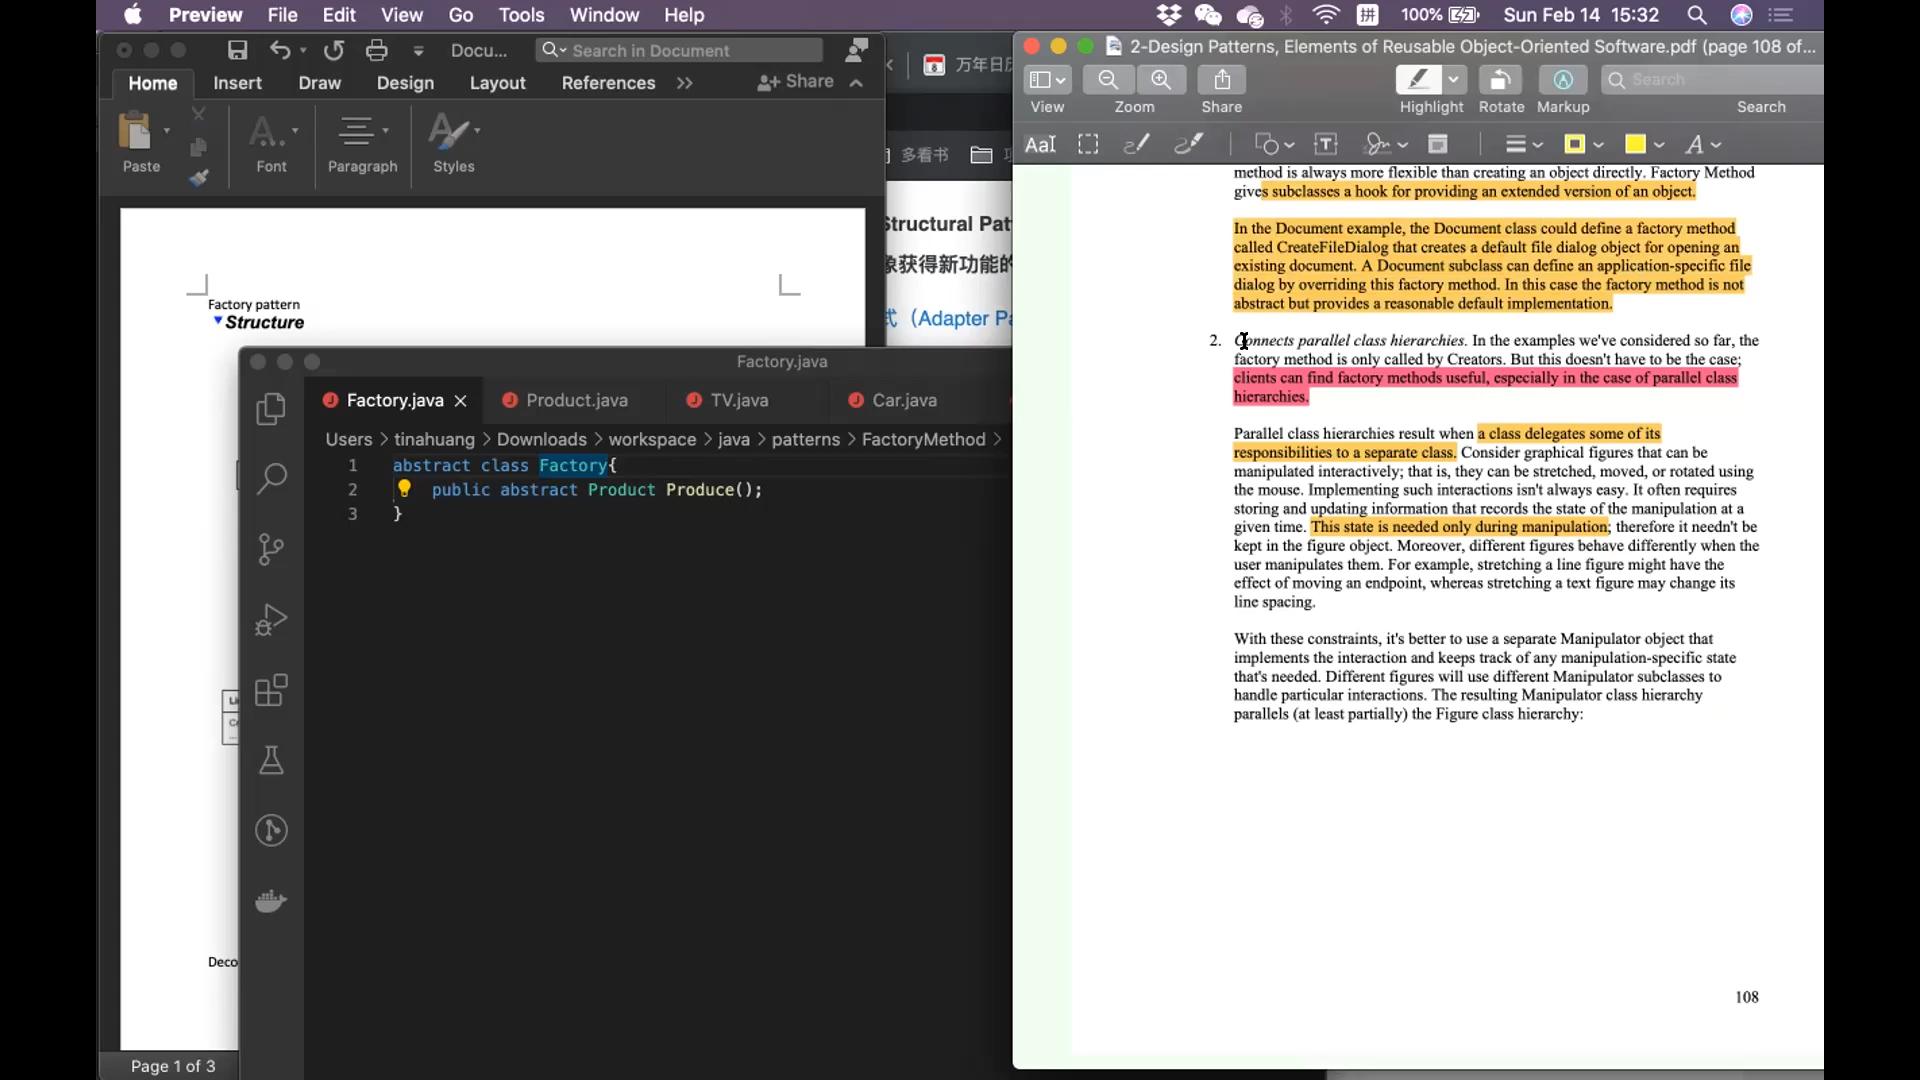 Preview File Edit View Go Tools Window Help
拼 100% Sun Feb 14 15:32
Docu... Search in Document
Home Insert Draw Design Layout References >> Share
Paste Font Paragraph Styles
Factory pattern
Structure
Deco
Page 1 of 3
万年日历
多看书
Structural Pat
象获得新功能的
式（Adapter Pa
Factory.java
Factory.java Product.java TV.java Car.java
Users > tinahuang > Downloads > workspace > java > patterns > FactoryMethod >
1 abstract class Factory{
2 public abstract Product Produce();
3 }
2-Design Patterns, Elements of Reusable Object-Oriented Software.pdf (page 108 of...
Search
View Zoom Share Highlight Rotate Markup Search
AaI T A
method is always more flexible than creating an object directly. Factory Method
gives subclasses a hook for providing an extended version of an object.
In the Document example, the Document class could define a factory method
called CreateFileDialog that creates a default file dialog object for opening an
existing document. A Document subclass can define an application-specific file
dialog by overriding this factory method. In this case the factory method is not
abstract but provides a reasonable default implementation.
2. Connects parallel class hierarchies. In the examples we've considered so far, the
factory method is only called by Creators. But this doesn't have to be the case;
clients can find factory methods useful, especially in the case of parallel class
hierarchies.
Parallel class hierarchies result when a class delegates some of its
responsibilities to a separate class. Consider graphical figures that can be
manipulated interactively; that is, they can be stretched, moved, or rotated using
the mouse. Implementing such interactions isn't always easy. It often requires
storing and updating information that records the state of the manipulation at a
given time. This state is needed only during manipulation; therefore it needn't be
kept in the figure object. Moreover, different figures behave differently when the
user manipulates them. For example, stretching a line figure might have the
effect of moving an endpoint, whereas stretching a text figure may change its
line spacing.
With these constraints, it's better to use a separate Manipulator object that
implements the interaction and keeps track of any manipulation-specific state
that's needed. Different figures will use different Manipulator subclasses to
handle particular interactions. The resulting Manipulator class hierarchy
parallels (at least partially) the Figure class hierarchy:
108